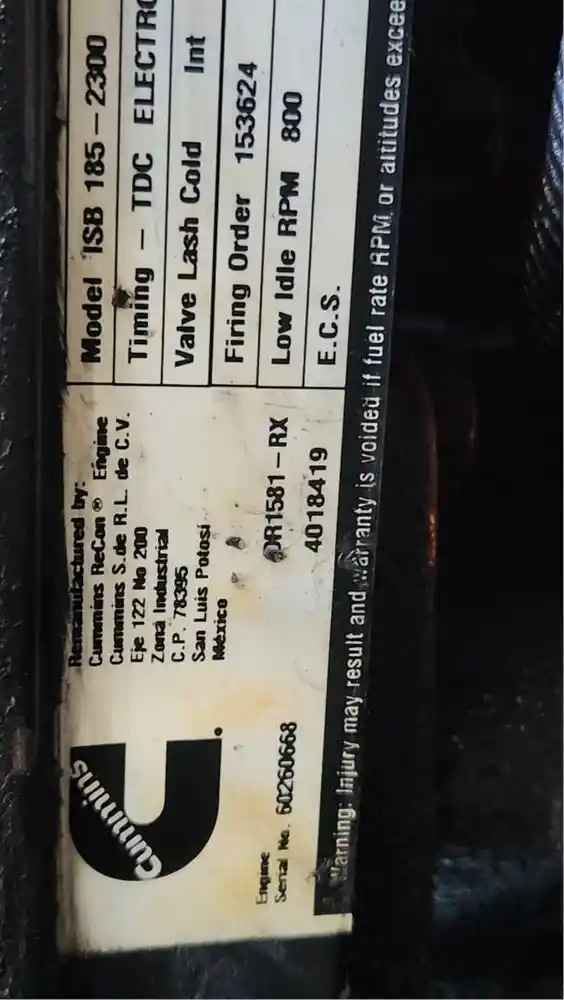 Cummins
Engine
Serial No. 60260668
Remanufactured by:
Cummins ReCon® Engine
Cummins S.de R.L. de C.V.
Eje 122 No 200
Zona Industrial
C.P. 78395
San Luis Potosi
México
DR1581-RX
4018419
Model ISB 185-2300
Timing - TDC ELECTRO
Valve Lash Cold Int
Firing Order 153624
Low Idle RPM 800
E.C.S.
Warning: Injury may result and warranty is voided if fuel rate RPM, or altitudes excee